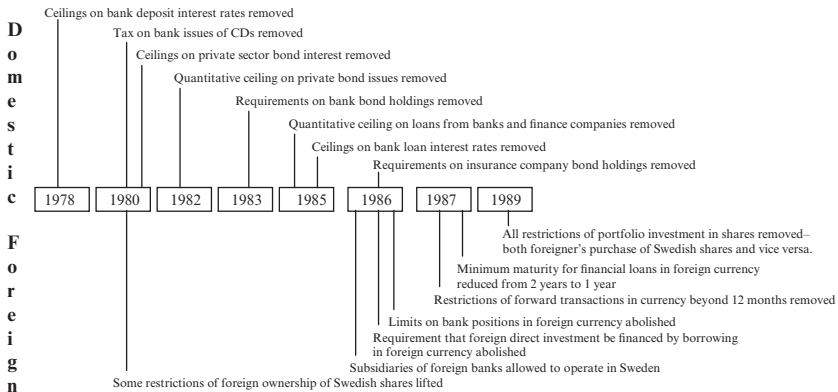 Domestic
Ceilings on bank deposit interest rates removed
Tax on bank issues of CDs removed
Ceilings on private sector bond interest removed
Quantitative ceiling on private bond issues removed
Requirements on bank bond holdings removed
Quantitative ceiling on loans from banks and finance companies removed
Ceilings on bank loan interest rates removed
Requirements on insurance company bond holdings removed
1978 1980 1982 1983 1985 1986 1987 1989
Foreign
All restrictions of portfolio investment in shares removed–
both foreigner's purchase of Swedish shares and vice versa.
Minimum maturity for financial loans in foreign currency
reduced from 2 years to 1 year
Restrictions of forward transactions in currency beyond 12 months removed
Limits on bank positions in foreign currency abolished
Requirement that foreign direct investment be financed by borrowing
in foreign currency abolished
Subsidiaries of foreign banks allowed to operate in Sweden
Some restrictions of foreign ownership of Swedish shares lifted